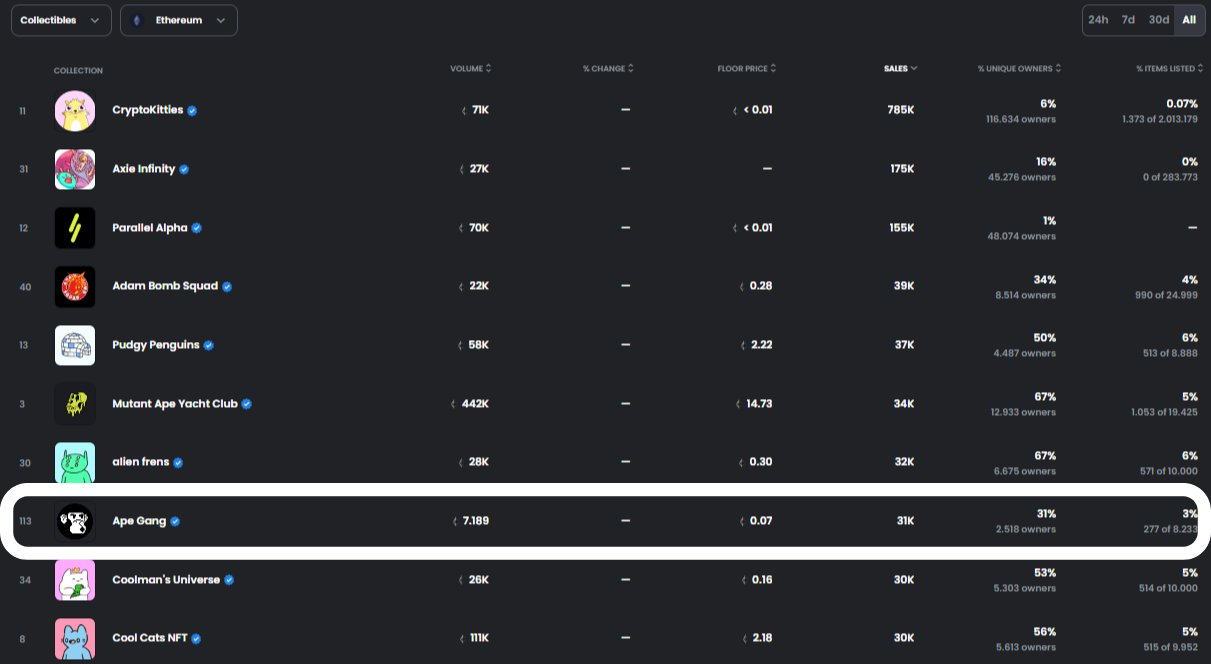 Collectibles Ethereum 24h 7d 30d All
COLLECTION VOLUME % CHANGE FLOOR PRICE SALES % UNIQUE OWNERS % ITEMS LISTED
11 CryptoKitties 71K — < 0.01 785K 6% 0.07%
116.634 owners 1.373 of 2.013.179
31 Axie Infinity 27K — — 175K 16% 0%
45.276 owners 0 of 283.773
12 Parallel Alpha 70K — < 0.01 155K 1% —
48.074 owners
40 Adam Bomb Squad 22K — 0.28 39K 34% 4%
8.514 owners 990 of 24.999
13 Pudgy Penguins 58K — 2.22 37K 50% 6%
4.487 owners 513 of 8.888
3 Mutant Ape Yacht Club 442K — 14.73 34K 67% 5%
12.933 owners 1.053 of 19.425
30 alien frens 28K — 0.30 32K 67% 6%
6.675 owners 571 of 10.000
113 Ape Gang 7.189 — 0.07 31K 31% 3%
2.518 owners 277 of 8.233
34 Coolman's Universe 26K — 0.16 30K 53% 5%
5.303 owners 514 of 10.000
8 Cool Cats NFT 111K — 2.18 30K 56% 5%
5.613 owners 515 of 9.952